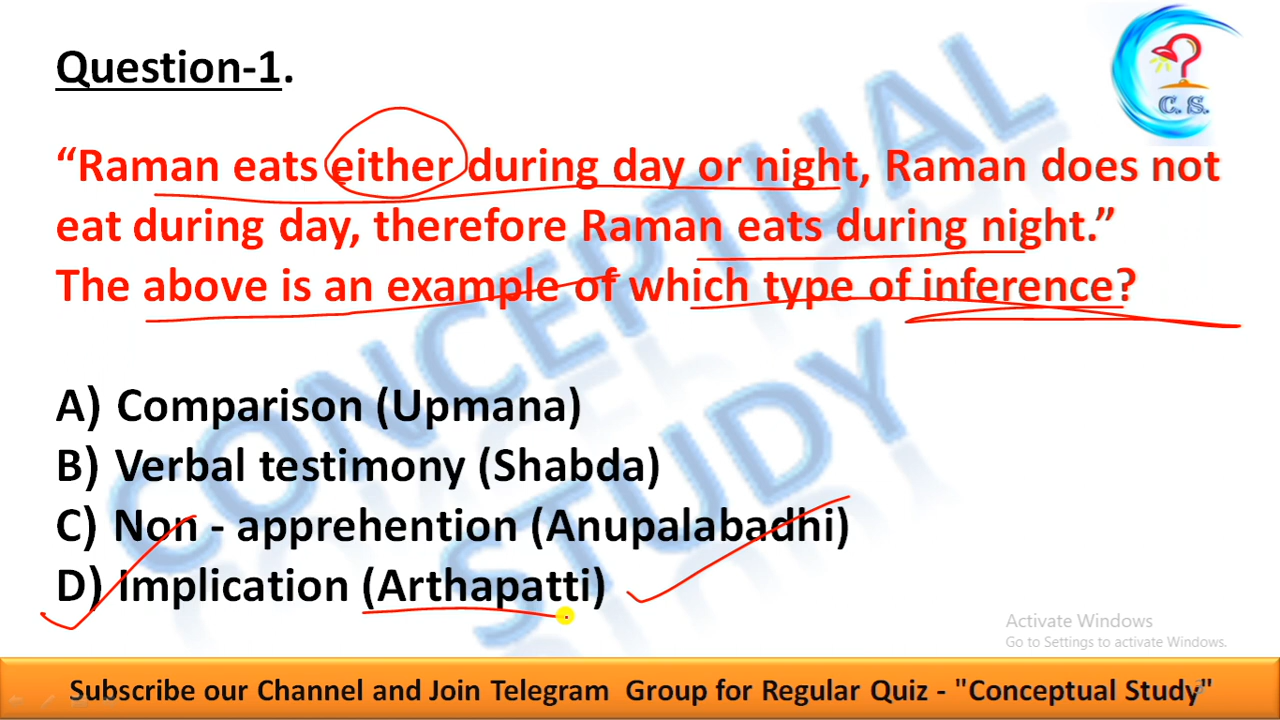 Question-1.
C. S.
“Raman eats either during day or night, Raman does not
eat during day, therefore Raman eats during night.”
The above is an example of which type of inference?
A) Comparison (Upmana)
B) Verbal testimony (Shabda)
C) Non - apprehention (Anupalabadhi)
D) Implication (Arthapatti)
CONCEPTUAL
STUDY
Activate Windows
Go to Settings to activate Windows.
Subscribe our Channel and Join Telegram Group for Regular Quiz - "Conceptual Study"